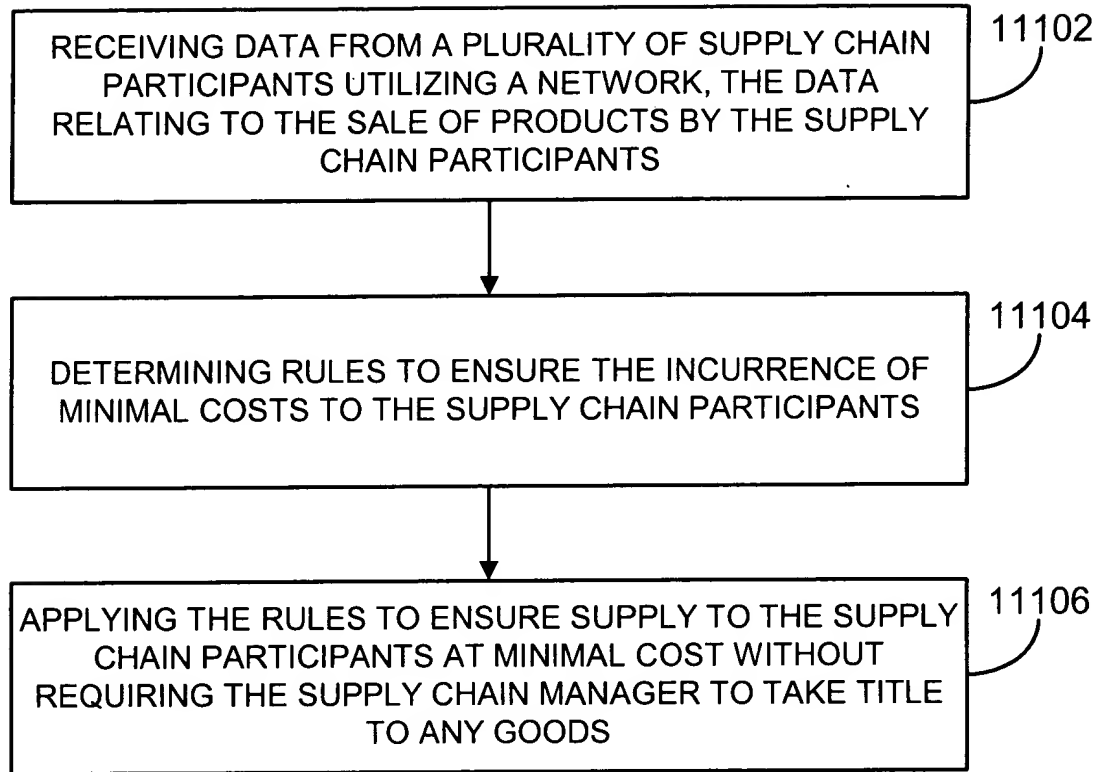 RECEIVING DATA FROM A PLURALITY OF SUPPLY CHAIN
PARTICIPANTS UTILIZING A NETWORK, THE DATA
RELATING TO THE SALE OF PRODUCTS BY THE SUPPLY
CHAIN PARTICIPANTS
11102
DETERMINING RULES TO ENSURE THE INCURRENCE OF
MINIMAL COSTS TO THE SUPPLY CHAIN PARTICIPANTS
11104
APPLYING THE RULES TO ENSURE SUPPLY TO THE SUPPLY
CHAIN PARTICIPANTS AT MINIMAL COST WITHOUT
REQUIRING THE SUPPLY CHAIN MANAGER TO TAKE TITLE
TO ANY GOODS
11106